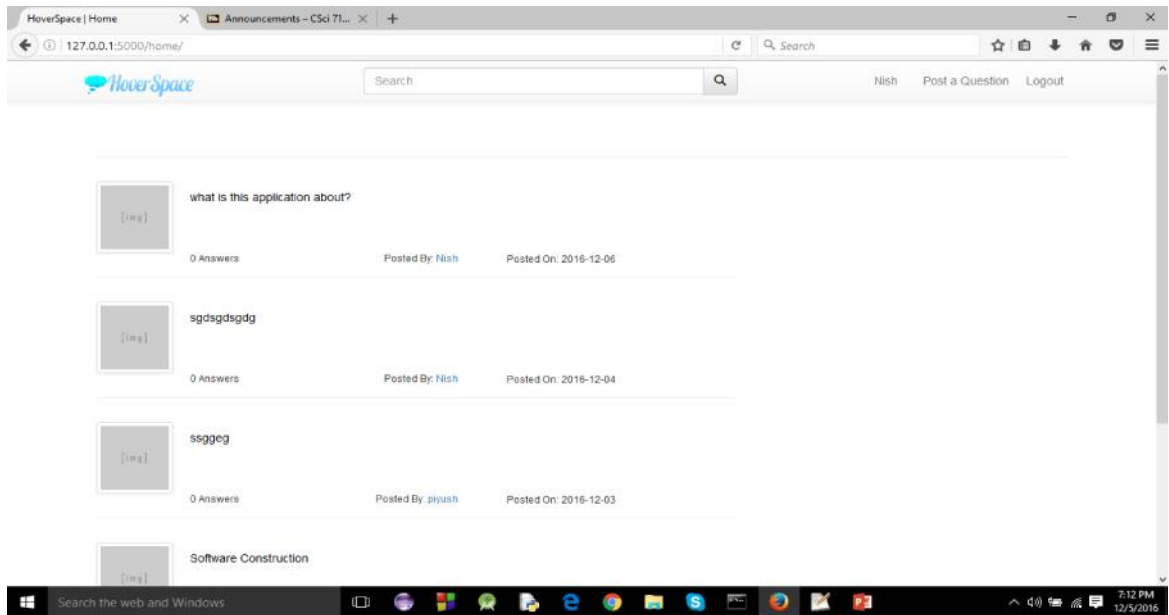 HoverSpace | Home
Announcements – CSci 71...
127.0.0.1:5000/home/
Search
HoverSpace
Search
Nish Post a Question Logout
[img]
what is this application about?
0 Answers Posted By: Nish Posted On: 2016-12-06
[img]
sgdsgdsgdg
0 Answers Posted By: Nish Posted On: 2016-12-04
[img]
ssggeg
0 Answers Posted By: piyush Posted On: 2016-12-03
[img]
Software Construction
Search the web and Windows
7:12 PM
12/5/2016